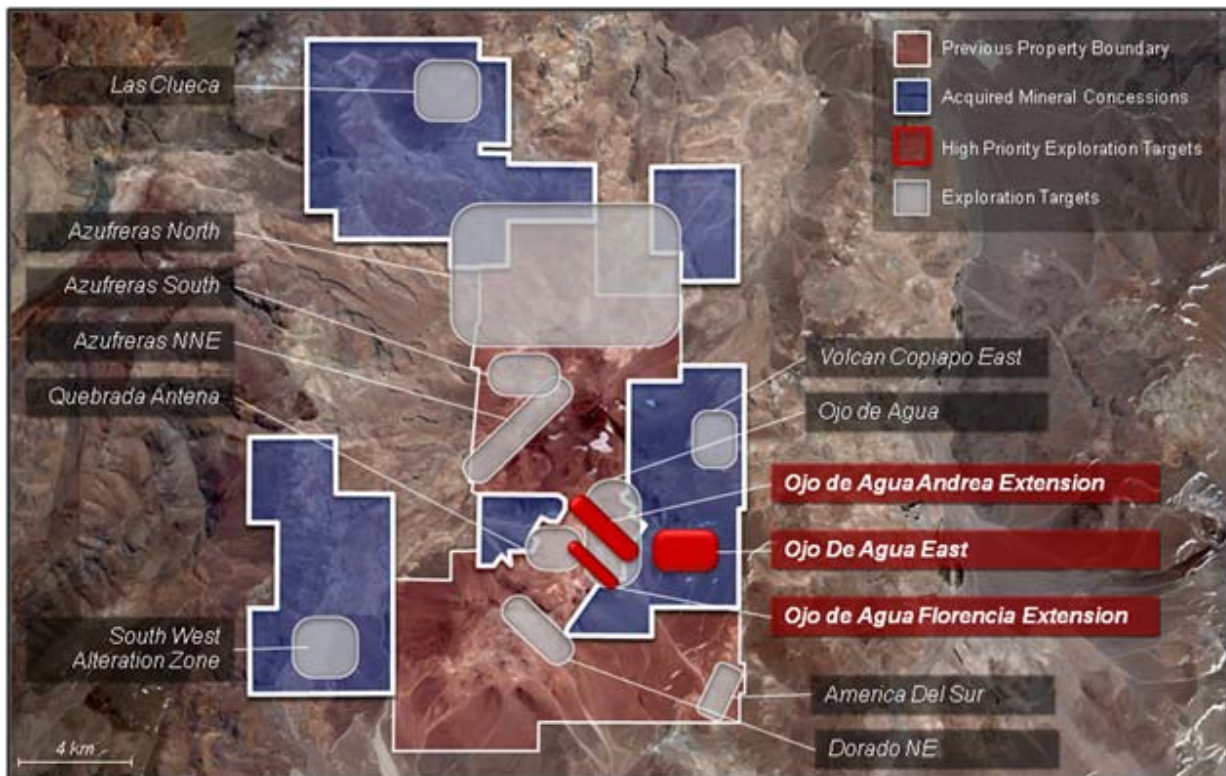 Previous Property Boundary
Acquired Mineral Concessions
High Priority Exploration Targets
Exploration Targets
Las Clueca
Azufreras North
Azufreras South
Azufreras NNE
Quebrada Antena
South West
Alteration Zone
Volcan Copiapo East
Ojo de Agua
Ojo de Agua Andrea Extension
Ojo De Agua East
Ojo de Agua Florencia Extension
America Del Sur
Dorado NE
4 km